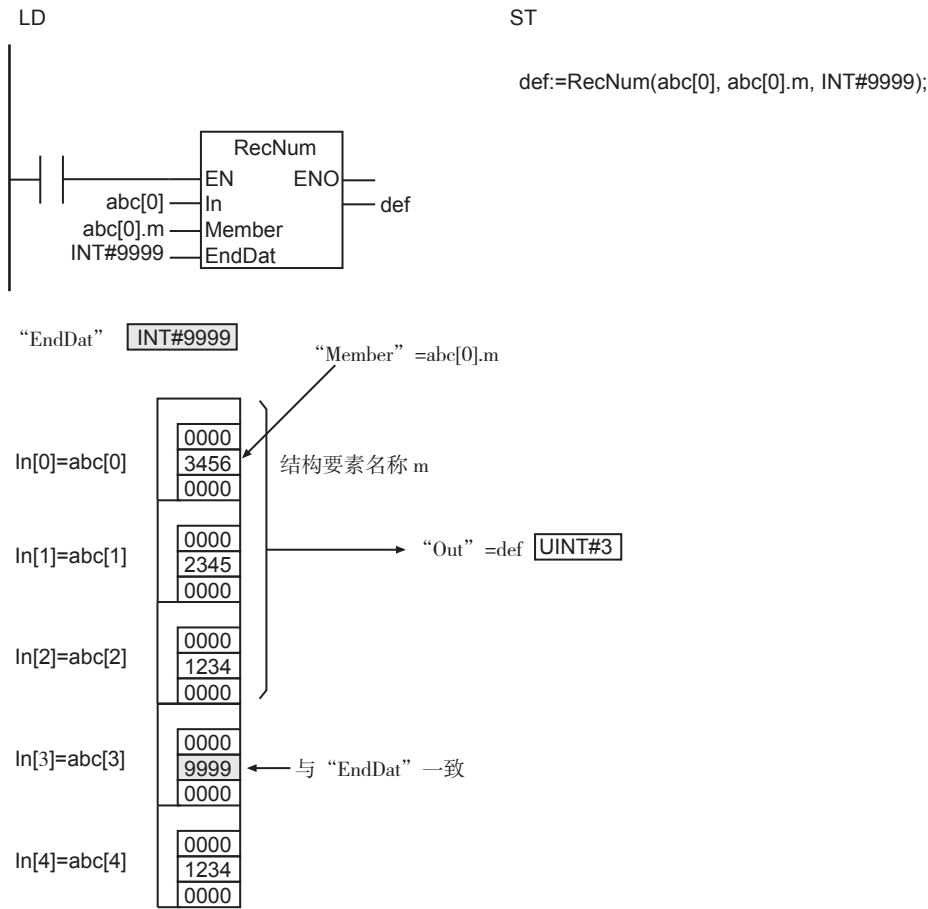 LD
ST
def:=RecNum(abc[0], abc[0].m, INT#9999);
RecNum
EN ENO
abc[0] In def
abc[0].m Member
INT#9999 EndDat
“EndDat” INT#9999
“Member” =abc[0].m
0000
In[0]=abc[0] 3456 结构要素名称 m
0000
0000
In[1]=abc[1] 2345 “Out” =def UINT#3
0000
0000
In[2]=abc[2] 1234
0000
0000
In[3]=abc[3] 9999 与“EndDat”一致
0000
0000
In[4]=abc[4] 1234
0000